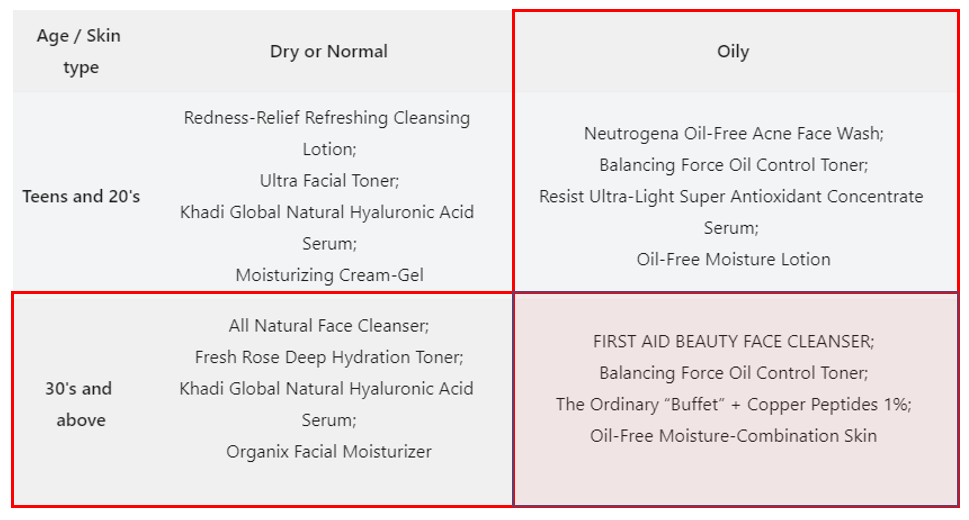 Age / Skin
type
Dry or Normal
Oily
Teens and 20's
Redness-Relief Refreshing Cleansing
Lotion;
Ultra Facial Toner;
Khadi Global Natural Hyaluronic Acid
Serum;
Moisturizing Cream-Gel
Neutrogena Oil-Free Acne Face Wash;
Balancing Force Oil Control Toner;
Resist Ultra-Light Super Antioxidant Concentrate
Serum;
Oil-Free Moisture Lotion
30's and
above
All Natural Face Cleanser;
Fresh Rose Deep Hydration Toner;
Khadi Global Natural Hyaluronic Acid
Serum;
Organix Facial Moisturizer
FIRST AID BEAUTY FACE CLEANSER;
Balancing Force Oil Control Toner;
The Ordinary “Buffet” + Copper Peptides 1%;
Oil-Free Moisture-Combination Skin